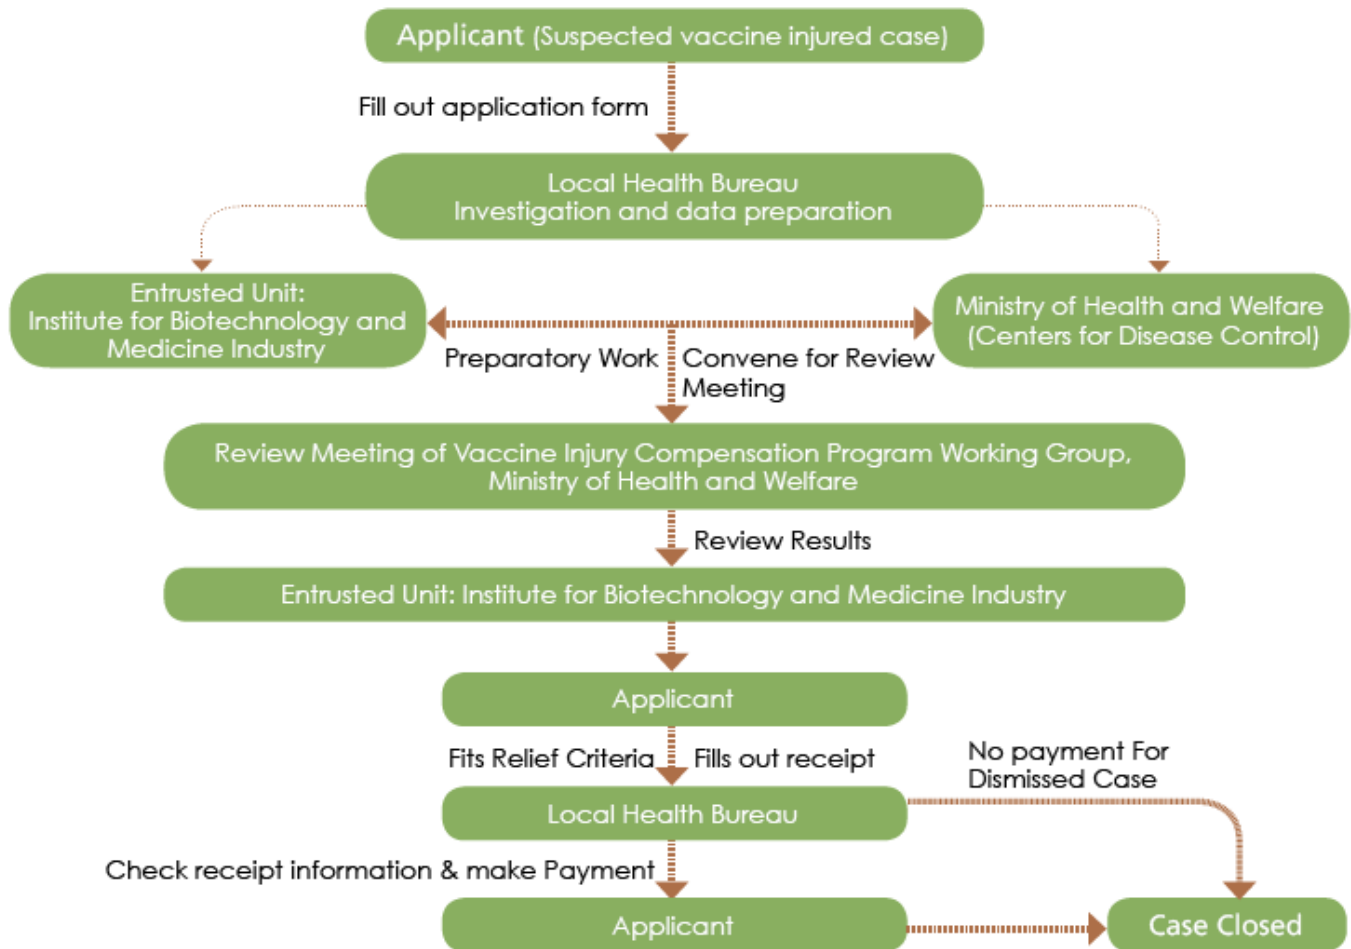 Applicant (Suspected vaccine injured case)
Fill out application form
Local Health Bureau
Investigation and data preparation
Entrusted Unit:
Institute for Biotechnology and
Medicine Industry
Ministry of Health and Welfare
(Centers for Disease Control)
Preparatory Work
Convene for Review
Meeting
Review Meeting of Vaccine Injury Compensation Program Working Group,
Ministry of Health and Welfare
Review Results
Entrusted Unit: Institute for Biotechnology and Medicine Industry
Applicant
Fits Relief Criteria
Fills out receipt
No payment For
Dismissed Case
Local Health Bureau
Check receipt information & make Payment
Applicant
Case Closed